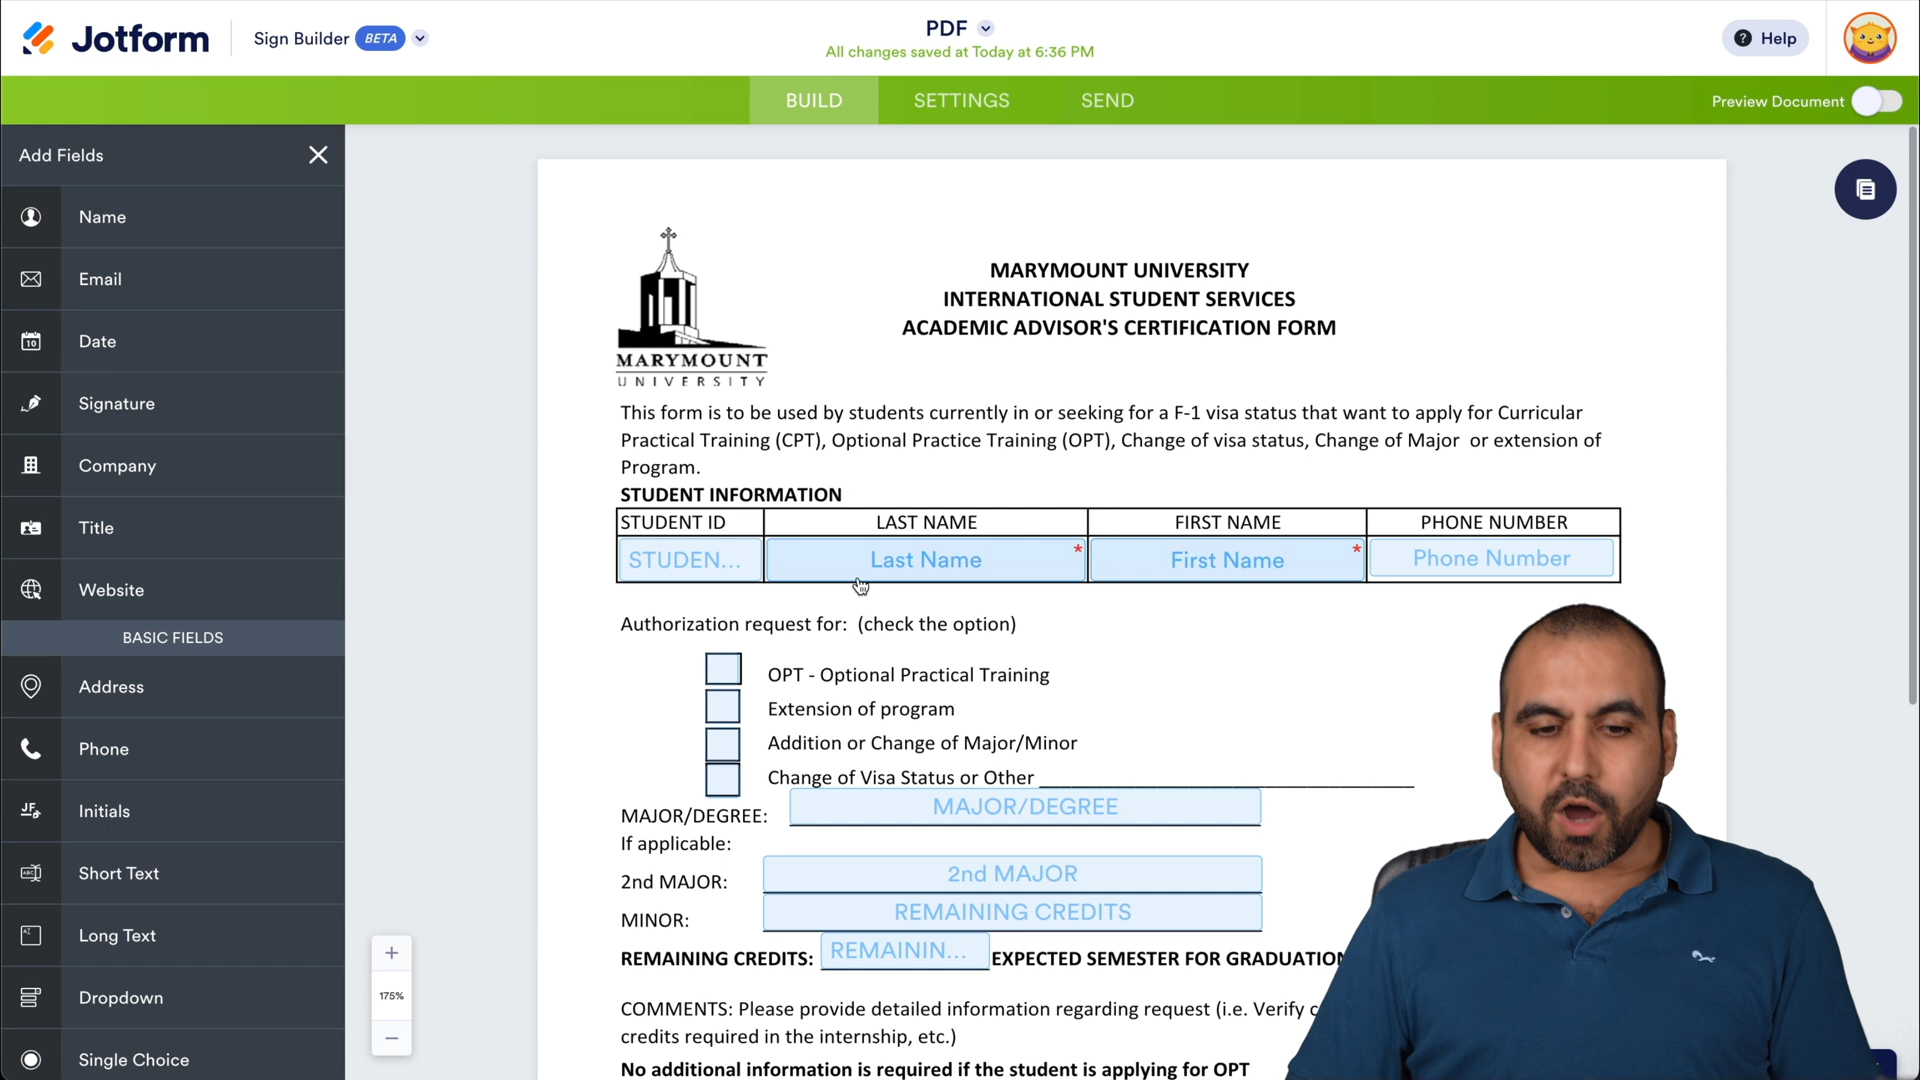 Jotform
Sign Builder BETA
PDF
All changes saved at Today at 6:36 PM
Help
BUILD
SETTINGS
SEND
Preview Document
Add Fields
Name
Email
10
Date
Signature
Company
Title
Website
BASIC FIELDS
Address
Phone
Initials
Short Text
Long Text
Dropdown
Single Choice
+
175%
−
MARYMOUNT
UNIVERSITY
MARYMOUNT UNIVERSITY
INTERNATIONAL STUDENT SERVICES
ACADEMIC ADVISOR'S CERTIFICATION FORM
This form is to be used by students currently in or seeking for a F-1 visa status that want to apply for Curricular
Practical Training (CPT), Optional Practice Training (OPT), Change of visa status, Change of Major or extension of
Program.
STUDENT INFORMATION
STUDENT ID LAST NAME FIRST NAME PHONE NUMBER
STUDEN... Last Name * First Name * Phone Number
Authorization request for: (check the option)
OPT - Optional Practical Training
Extension of program
Addition or Change of Major/Minor
Change of Visa Status or Other
MAJOR/DEGREE: MAJOR/DEGREE
If applicable:
2nd MAJOR: 2nd MAJOR
MINOR: REMAINING CREDITS
REMAINING CREDITS: REMAININ... EXPECTED SEMESTER FOR GRADUATION
COMMENTS: Please provide detailed information regarding request (i.e. Verify
credits required in the internship, etc.)
No additional information is required if the student is applying for OPT